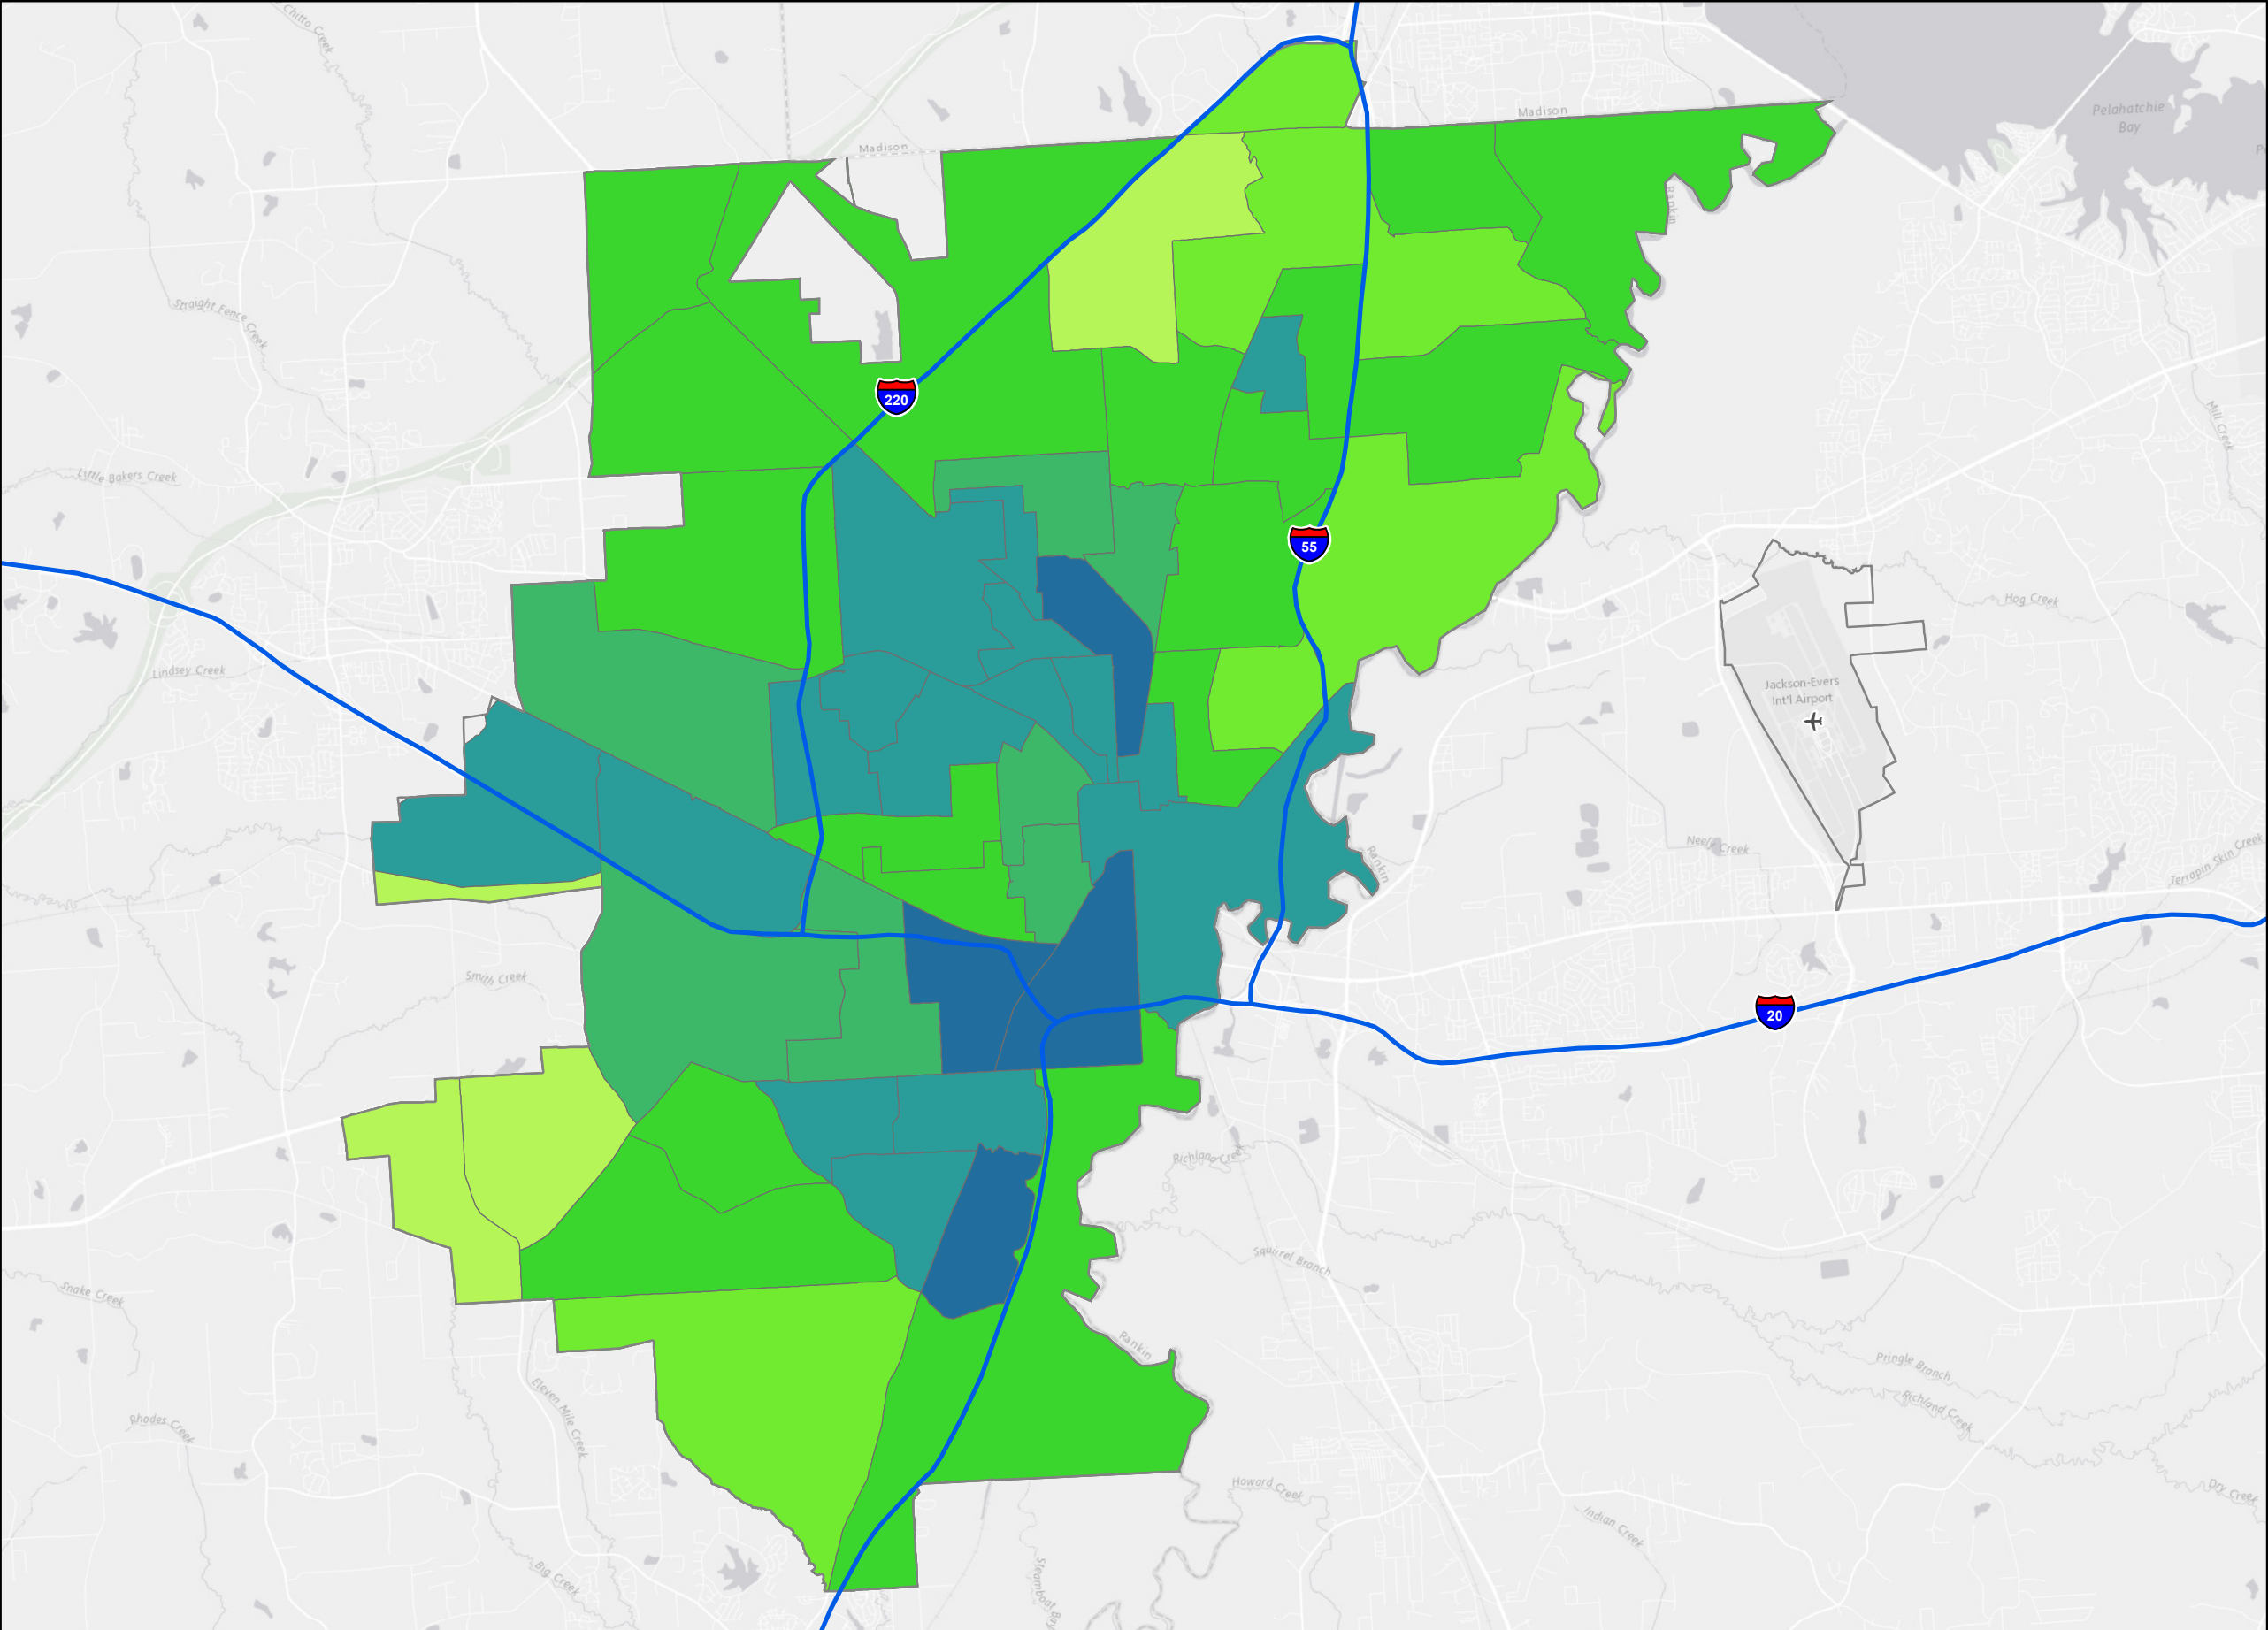 Chitto Creek
Madison
Pelahatchie
Bay
Madison
Rankin
Straight Fence Creek
220
Mill Creek
Little Bakers Creek
55
Hog Creek
Lindsey Creek
Jackson-Evers
Int'l Airport
Neely Creek
Terrapin Skin Creek
Rankin
Smith Creek
20
Richland Creek
Squirrel Branch
Snake Creek
Rankin
Pringle Branch
Richland Creek
Eleven Mile Creek
Rhodes Creek
Howard Creek
Dry Creek
Indian Creek
Big Creek
Steamboat